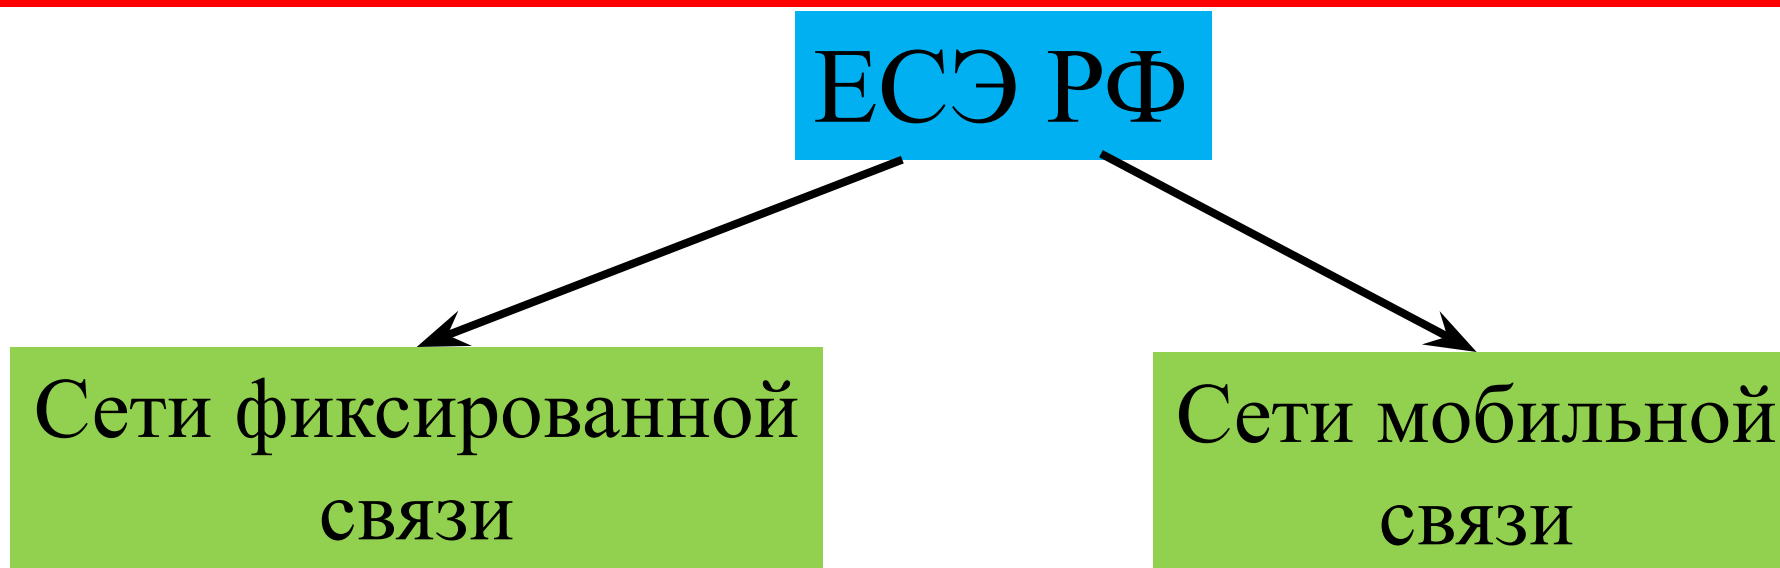 ЕСЭ РФ
Сети фиксированной
связи
Сети мобильной
связи